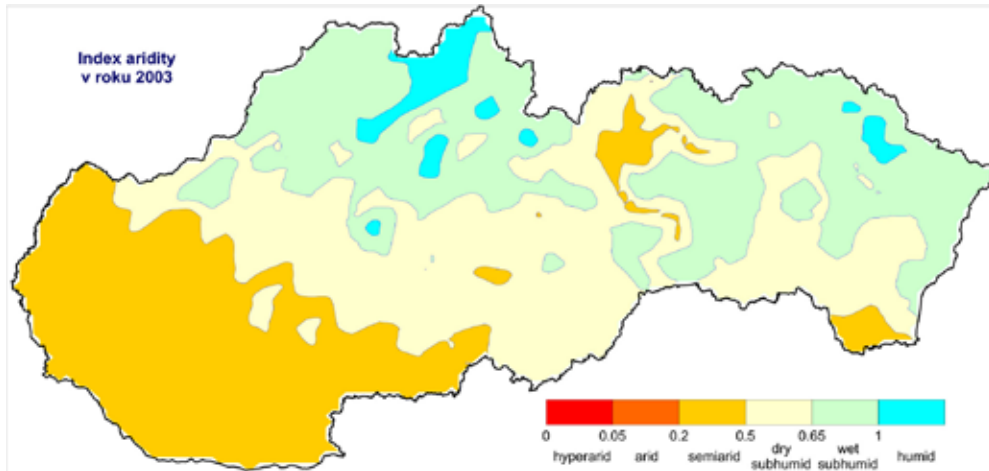 Index aridity
v roku 2003
0 0.05 0.2 0.5 0.65 1
hyperarid arid semiarid dry subhumid wet subhumid humid